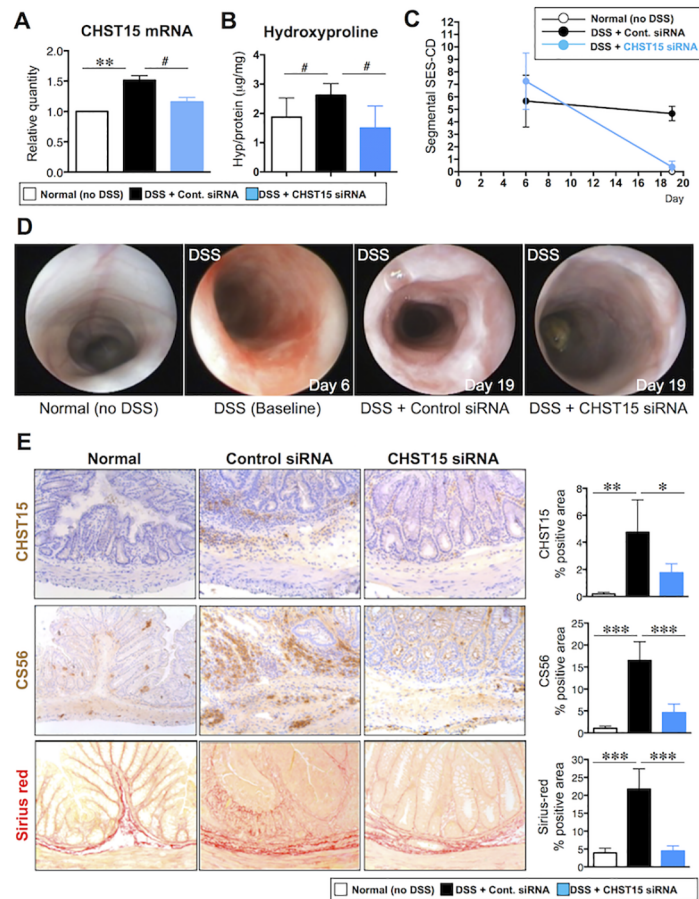 A
CHST15 mRNA
Relative quantity
2.0
1.5
1.0
0.5
0.0
**
#
B
Hydroxyproline
Hyp/protein (μg/mg)
4
3
2
1
0
#
#
Normal (no DSS) DSS + Cont. siRNA DSS + CHST15 siRNA
C
Normal (no DSS)
DSS + Cont. siRNA
DSS + CHST15 siRNA
Segmental SES-CD
12
11
10
9
8
7
6
5
4
3
2
1
0
0 2 4 6 8 10 12 14 16 18 20
Day
D
DSS
Day 6
DSS
Day 19
DSS
Day 19
Normal (no DSS)
DSS (Baseline)
DSS + Control siRNA
DSS + CHST15 siRNA
E
Normal
Control siRNA
CHST15 siRNA
CHST15
CHST15
% positive area
8
6
4
2
0
**
*
CS56
CS56
% positive area
25
20
15
10
5
0
***
***
Sirius red
Sirius-red
% positive area
30
25
20
15
10
5
0
***
***
Normal (no DSS) DSS + Cont. siRNA DSS + CHST15 siRNA